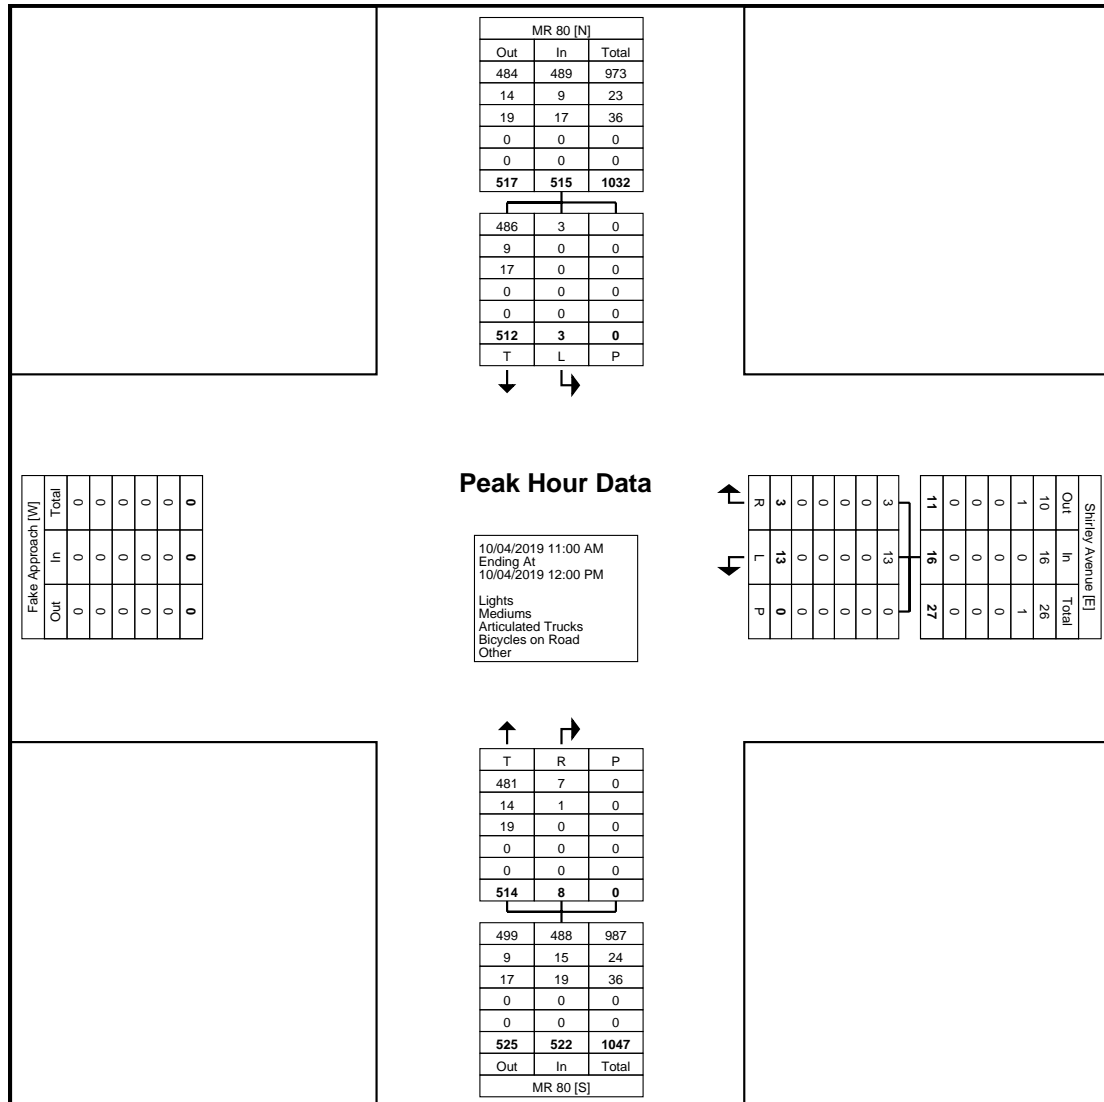 MR 80 [N]
Out In Total
484 489 973
14 9 23
19 17 36
0 0 0
0 0 0
517 515 1032
486 3 0
9 0 0
17 0 0
0 0 0
0 0 0
512 3 0
T L P
Fake Approach [W]
Total 0 0 0 0 0 0
In 0 0 0 0 0 0
Out 0 0 0 0 0 0
Peak Hour Data
10/04/2019 11:00 AM
Ending At
10/04/2019 12:00 PM
Lights
Mediums
Articulated Trucks
Bicycles on Road
Other
Shirley Avenue [E]
Out In Total
10 16 26
1 0 1
0 0 0
0 0 0
0 0 0
11 16 27
3 13 0
0 0 0
0 0 0
0 0 0
0 0 0
3 13 0
R L P
T R P
481 7 0
14 1 0
19 0 0
0 0 0
0 0 0
514 8 0
499 488 987
9 15 24
17 19 36
0 0 0
0 0 0
525 522 1047
Out In Total
MR 80 [S]